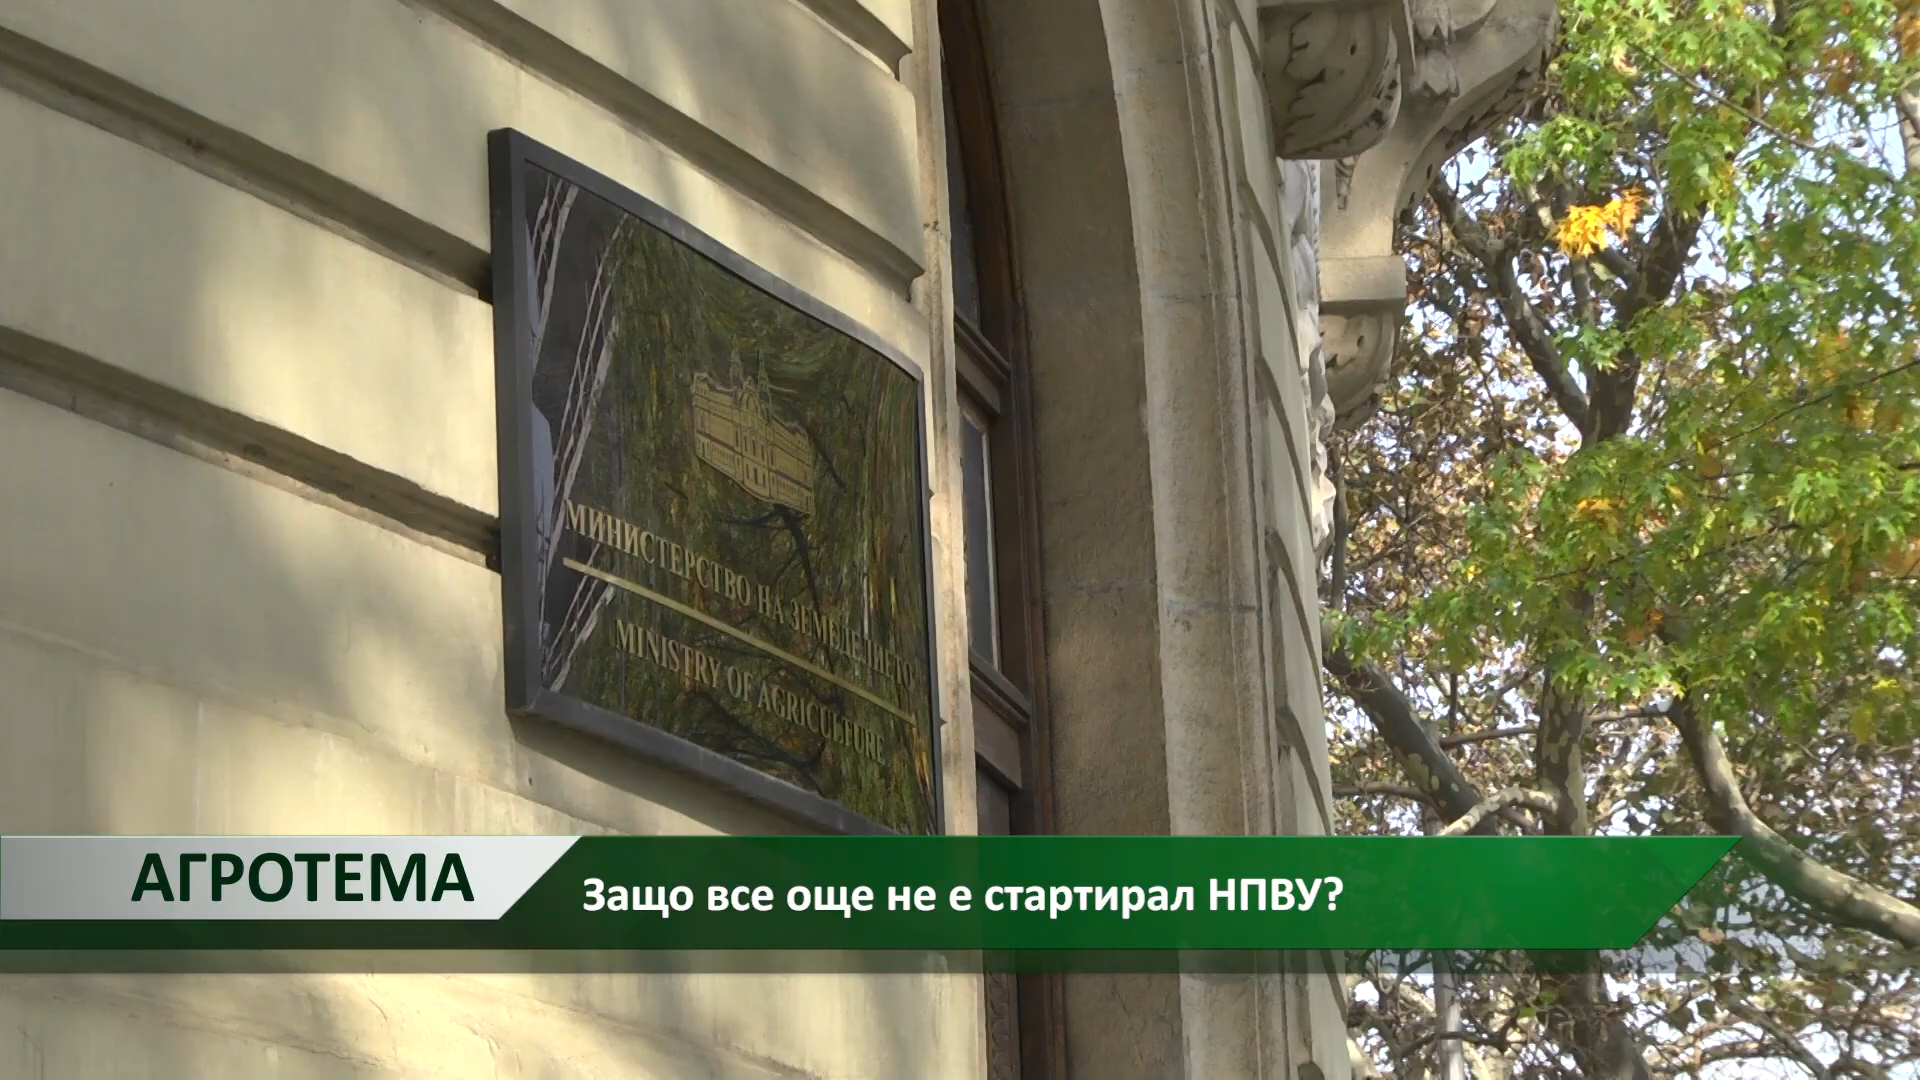 МИНИСТЕРСТВО НА ЗЕМЕДЕЛИЕТО
MINISTRY OF AGRICULTURE
АГРОТЕМА
Защо все още не е стартирал НПВУ?